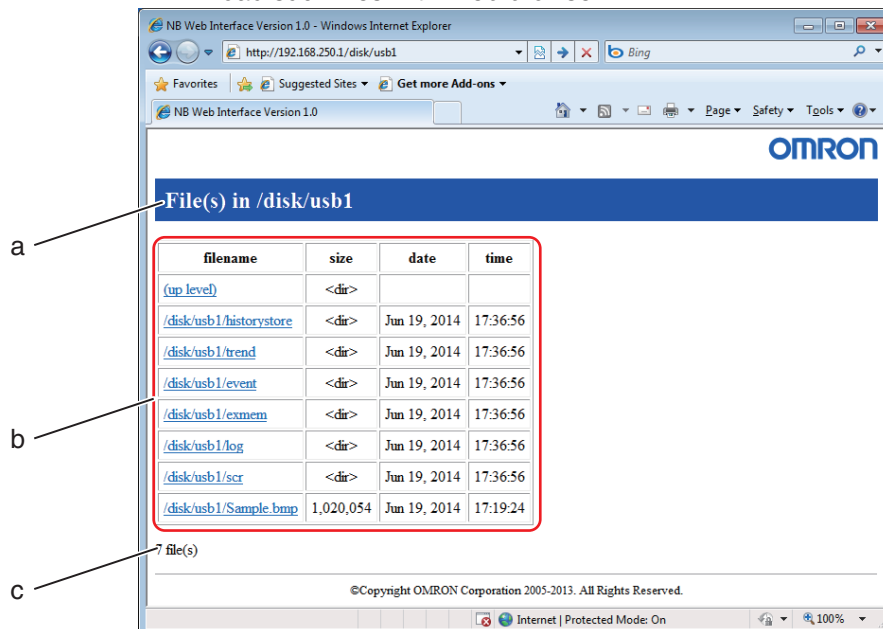 NB Web Interface Version 1.0 - Windows Internet Explorer
http://192.168.250.1/disk/usb1
Bing
Favorites Suggested Sites Get more Add-ons
NB Web Interface Version 1.0 Page Safety Tools
OMRON
File(s) in /disk/usb1
a
filename size date time
(up level) <dir>
/disk/usb1/historystore <dir> Jun 19, 2014 17:36:56
/disk/usb1/trend <dir> Jun 19, 2014 17:36:56
/disk/usb1/event <dir> Jun 19, 2014 17:36:56
/disk/usb1/exmem <dir> Jun 19, 2014 17:36:56
b
/disk/usb1/log <dir> Jun 19, 2014 17:36:56
/disk/usb1/scr <dir> Jun 19, 2014 17:36:56
/disk/usb1/Sample.bmp 1,020,054 Jun 19, 2014 17:19:24
7 file(s)
c
©Copyright OMRON Corporation 2005-2013. All Rights Reserved.
Internet | Protected Mode: On 100%